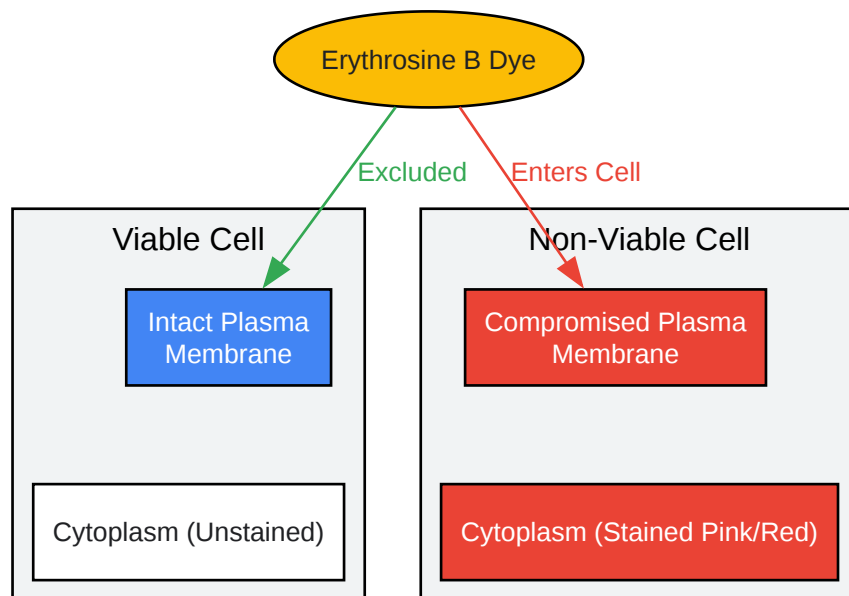 Erythrosine B Dye
Excluded
Enters Cell
Viable Cell
Non-Viable Cell
Intact Plasma
Membrane
Compromised Plasma
Membrane
Cytoplasm (Unstained)
Cytoplasm (Stained Pink/Red)